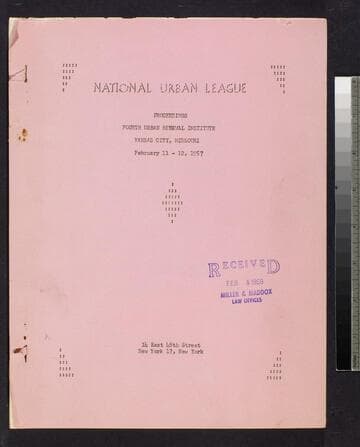 NATIONAL URBAN LEAGUE
PROCEEDINGS
FOURTH URBAN RENEWAL INSTITUTE
KANSAS CITY, MISSOURI
February 11 - 12, 1957
RECEIVED
FEB 1959
MILLER & MADDOX
LAW OFFICES
14 East 48th Street
New York 17, New York